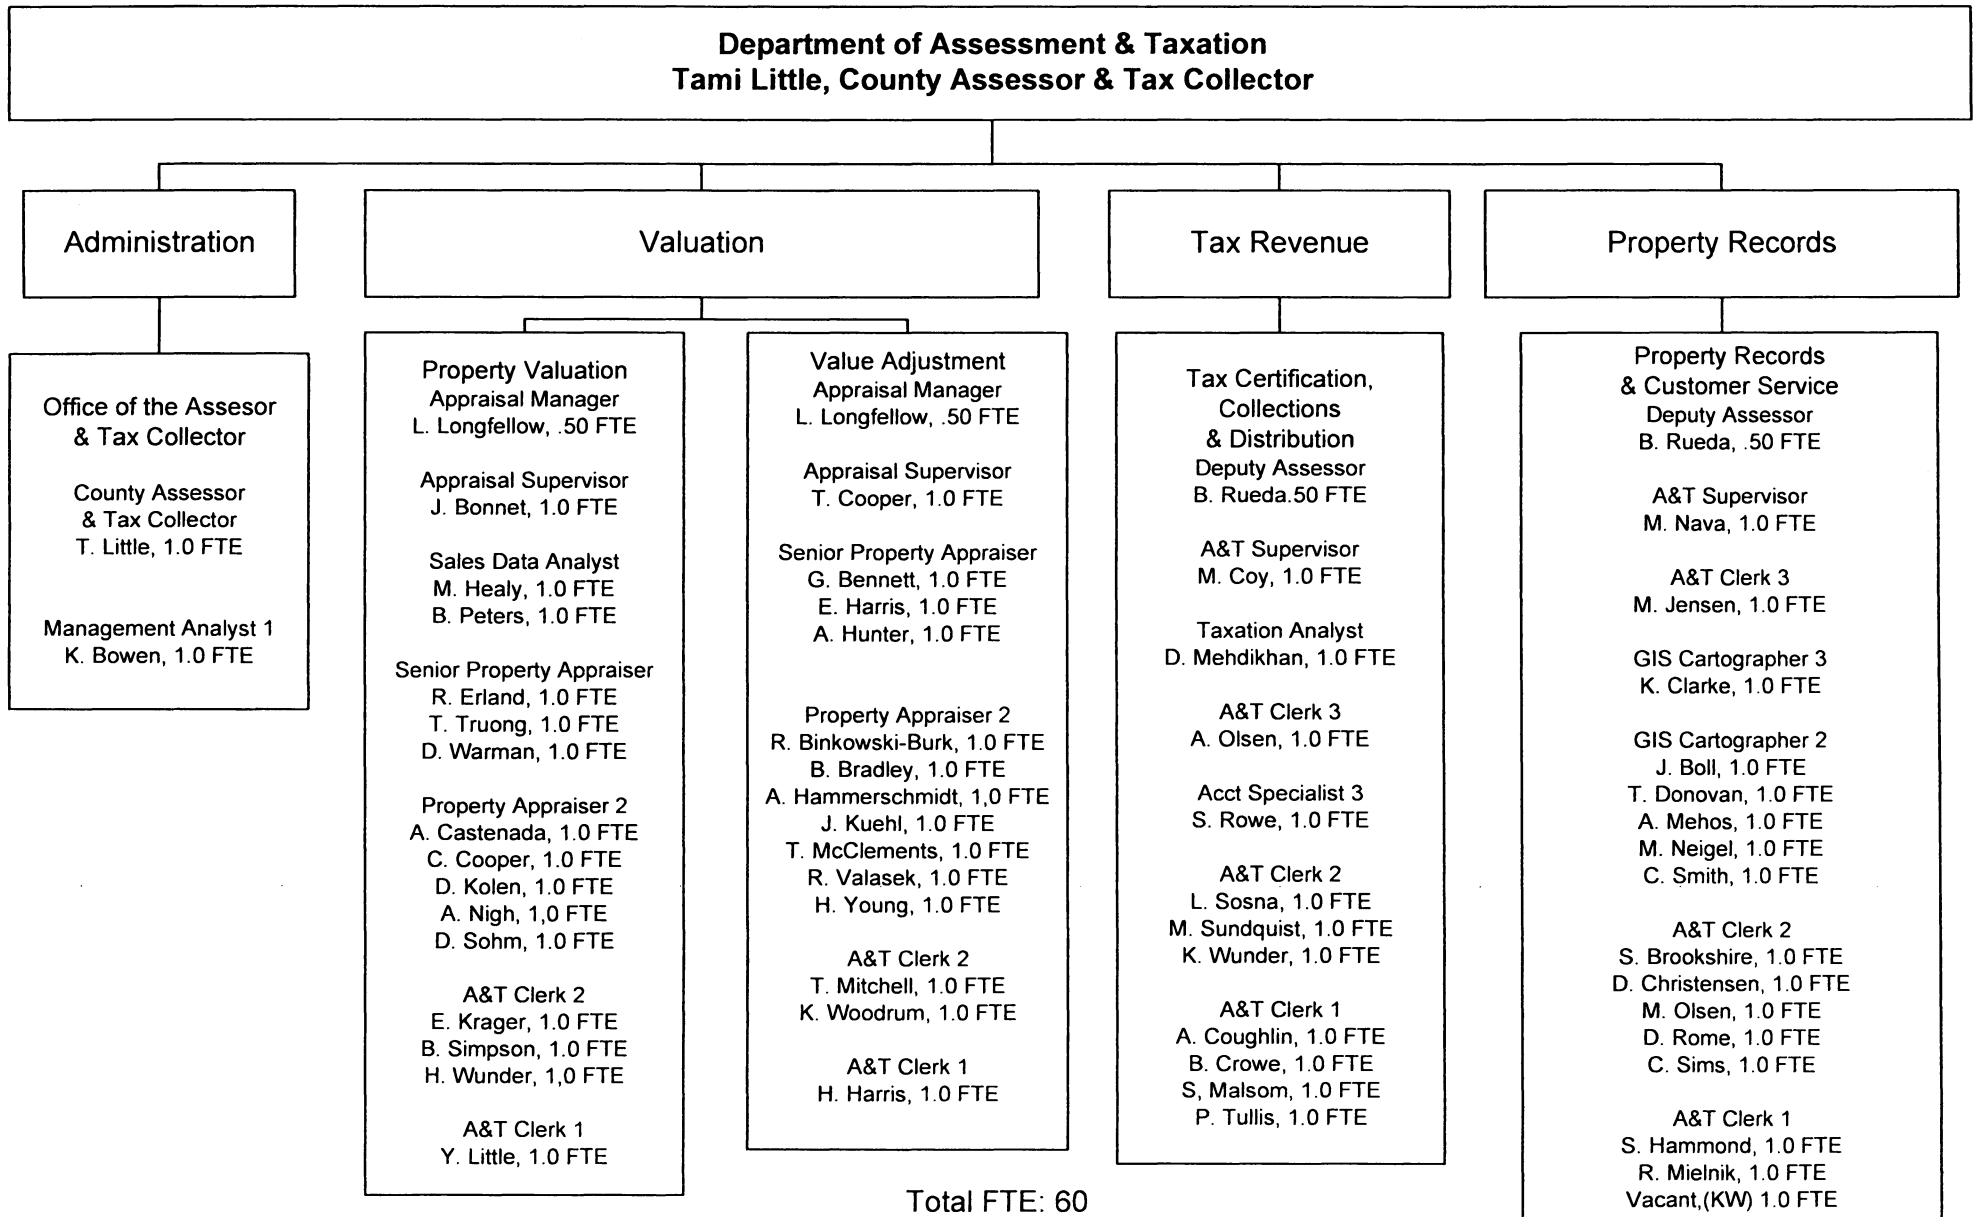 Department of Assessment & Taxation
Tami Little, County Assessor & Tax Collector
Administration
Valuation
Tax Revenue
Property Records
Office of the Assesor
& Tax Collector
County Assessor
& Tax Collector
T. Little, 1.0 FTE
Management Analyst 1
K. Bowen, 1.0 FTE
Property Valuation
Appraisal Manager
L. Longfellow, .50 FTE
Appraisal Supervisor
J. Bonnet, 1.0 FTE
Sales Data Analyst
M. Healy, 1.0 FTE
B. Peters, 1.0 FTE
Senior Property Appraiser
R. Erland, 1.0 FTE
T. Truong, 1.0 FTE
D. Warman, 1.0 FTE
Property Appraiser 2
A. Castenada, 1.0 FTE
C. Cooper, 1.0 FTE
D. Kolen, 1.0 FTE
A. Nigh, 1,0 FTE
D. Sohm, 1.0 FTE
A&T Clerk 2
E. Krager, 1.0 FTE
B. Simpson, 1.0 FTE
H. Wunder, 1,0 FTE
A&T Clerk 1
Y. Little, 1.0 FTE
Value Adjustment
Appraisal Manager
L. Longfellow, .50 FTE
Appraisal Supervisor
T. Cooper, 1.0 FTE
Senior Property Appraiser
G. Bennett, 1.0 FTE
E. Harris, 1.0 FTE
A. Hunter, 1.0 FTE
Property Appraiser 2
R. Binkowski-Burk, 1.0 FTE
B. Bradley, 1.0 FTE
A. Hammerschmidt, 1,0 FTE
J. Kuehl, 1.0 FTE
T. McClements, 1.0 FTE
R. Valasek, 1.0 FTE
H. Young, 1.0 FTE
A&T Clerk 2
T. Mitchell, 1.0 FTE
K. Woodrum, 1.0 FTE
A&T Clerk 1
H. Harris, 1.0 FTE
Tax Certification,
Collections
& Distribution
Deputy Assessor
B. Rueda.50 FTE
A&T Supervisor
M. Coy, 1.0 FTE
Taxation Analyst
D. Mehdikhan, 1.0 FTE
A&T Clerk 3
A. Olsen, 1.0 FTE
Acct Specialist 3
S. Rowe, 1.0 FTE
A&T Clerk 2
L. Sosna, 1.0 FTE
M. Sundquist, 1.0 FTE
K. Wunder, 1.0 FTE
A&T Clerk 1
A. Coughlin, 1.0 FTE
B. Crowe, 1.0 FTE
S, Malsom, 1.0 FTE
P. Tullis, 1.0 FTE
Property Records
& Customer Service
Deputy Assessor
B. Rueda, .50 FTE
A&T Supervisor
M. Nava, 1.0 FTE
A&T Clerk 3
M. Jensen, 1.0 FTE
GIS Cartographer 3
K. Clarke, 1.0 FTE
GIS Cartographer 2
J. Boll, 1.0 FTE
T. Donovan, 1.0 FTE
A. Mehos, 1.0 FTE
M. Neigel, 1.0 FTE
C. Smith, 1.0 FTE
A&T Clerk 2
S. Brookshire, 1.0 FTE
D. Christensen, 1.0 FTE
M. Olsen, 1.0 FTE
D. Rome, 1.0 FTE
C. Sims, 1.0 FTE
A&T Clerk 1
S. Hammond, 1.0 FTE
R. Mielnik, 1.0 FTE
Vacant,(KW) 1.0 FTE
Total FTE: 60